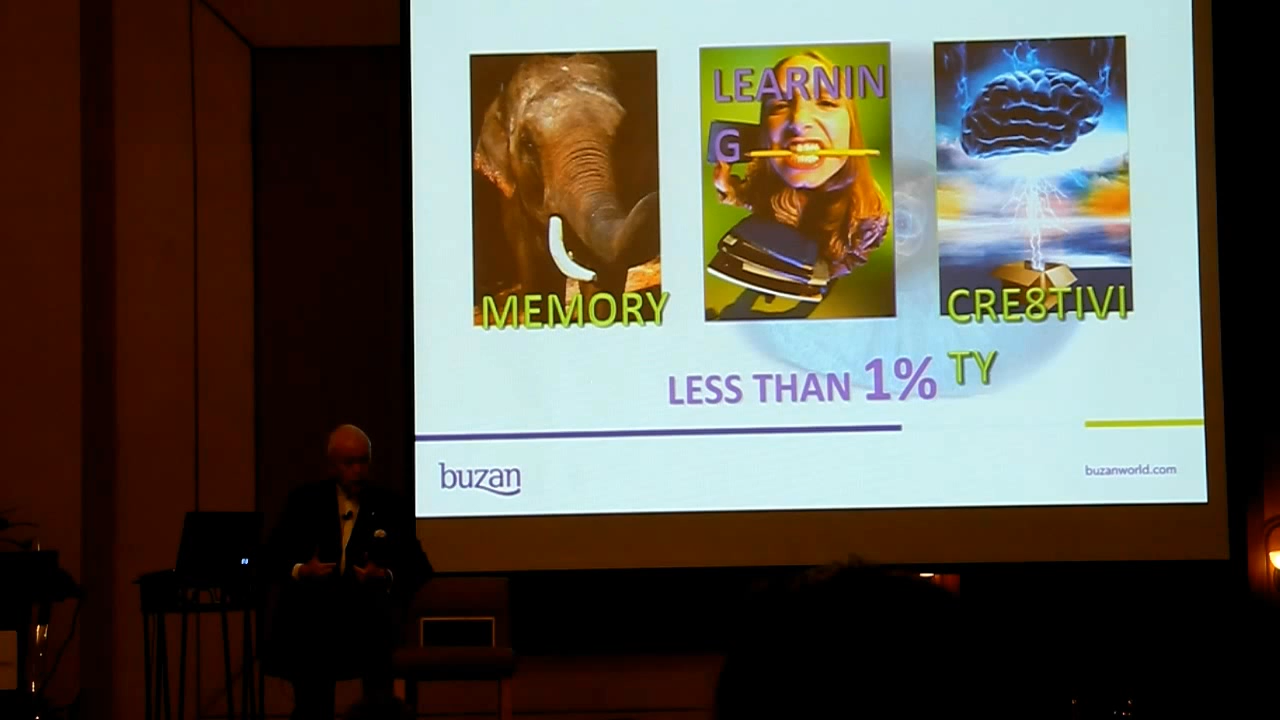 LEARNIN
G
MEMORY
CRE8TIVI
TY
LESS THAN 1%
buzan
buzanworld.com